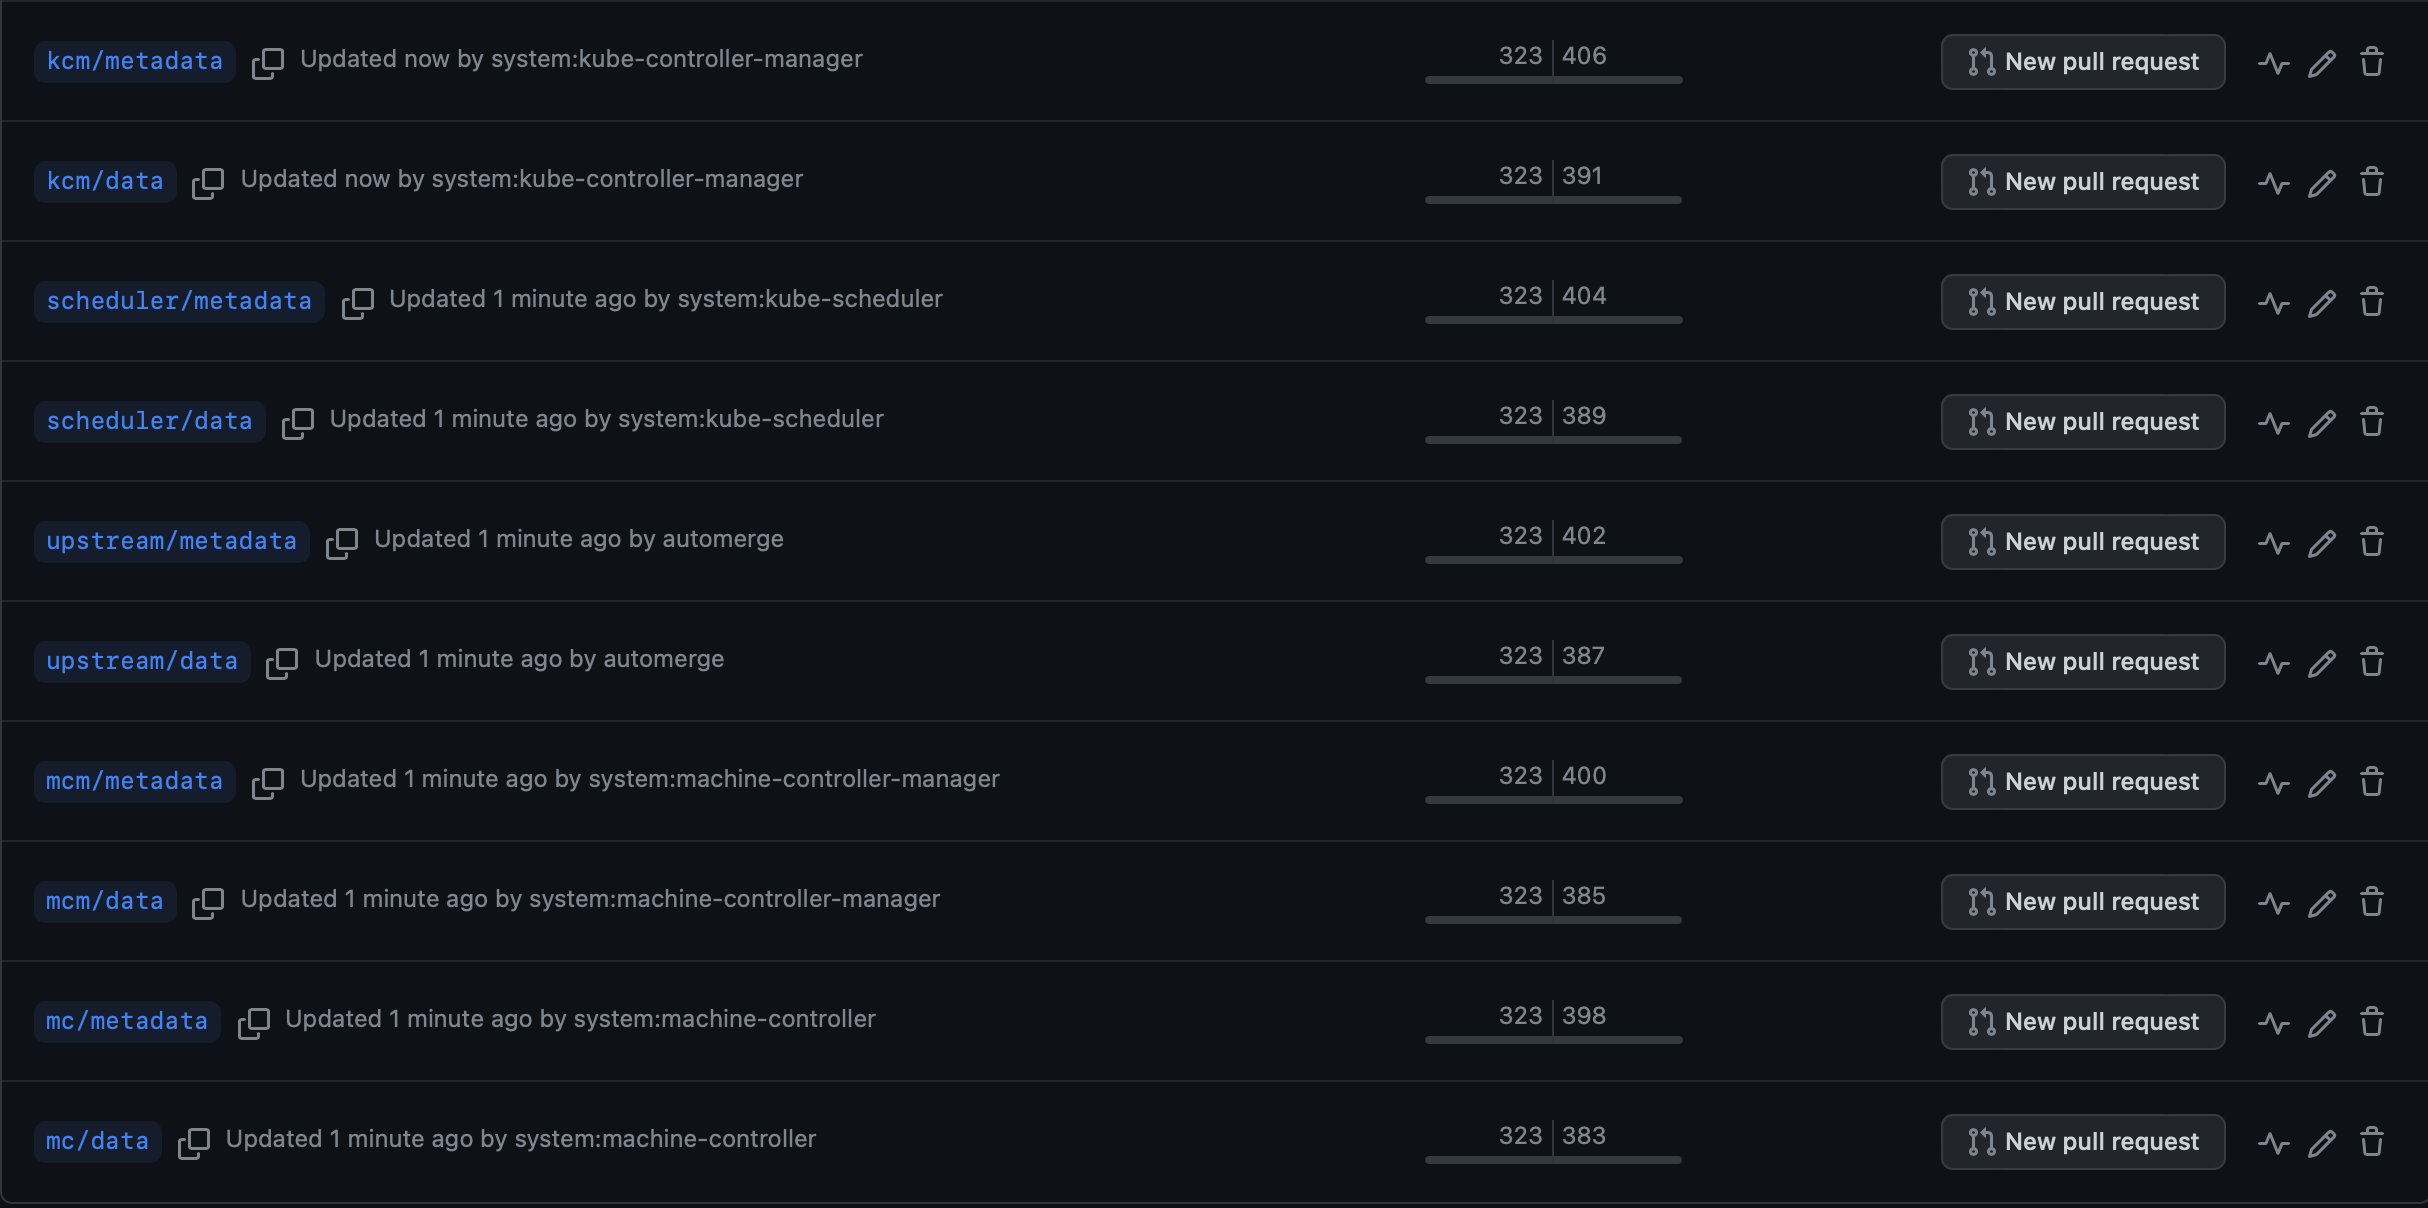 kcm/metadata Updated now by system:kube-controller-manager 323 406 New pull request
kcm/data Updated now by system:kube-controller-manager 323 391 New pull request
scheduler/metadata Updated 1 minute ago by system:kube-scheduler 323 404 New pull request
scheduler/data Updated 1 minute ago by system:kube-scheduler 323 389 New pull request
upstream/metadata Updated 1 minute ago by automerge 323 402 New pull request
upstream/data Updated 1 minute ago by automerge 323 387 New pull request
mcm/metadata Updated 1 minute ago by system:machine-controller-manager 323 400 New pull request
mcm/data Updated 1 minute ago by system:machine-controller-manager 323 385 New pull request
mc/metadata Updated 1 minute ago by system:machine-controller 323 398 New pull request
mc/data Updated 1 minute ago by system:machine-controller 323 383 New pull request